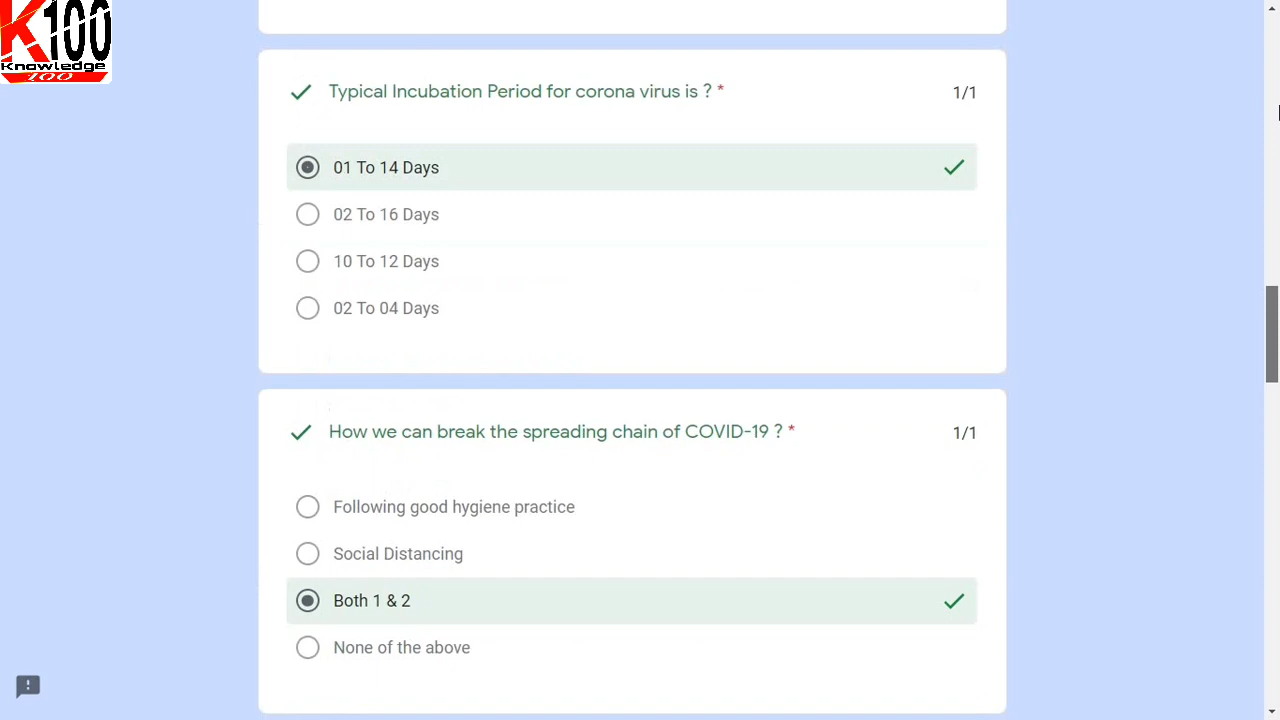 K100
Knowledge
100
Typical Incubation Period for corona virus is ? *
1/1
01 To 14 Days
02 To 16 Days
10 To 12 Days
02 To 04 Days
How we can break the spreading chain of COVID-19 ? *
1/1
Following good hygiene practice
Social Distancing
Both 1 & 2
None of the above